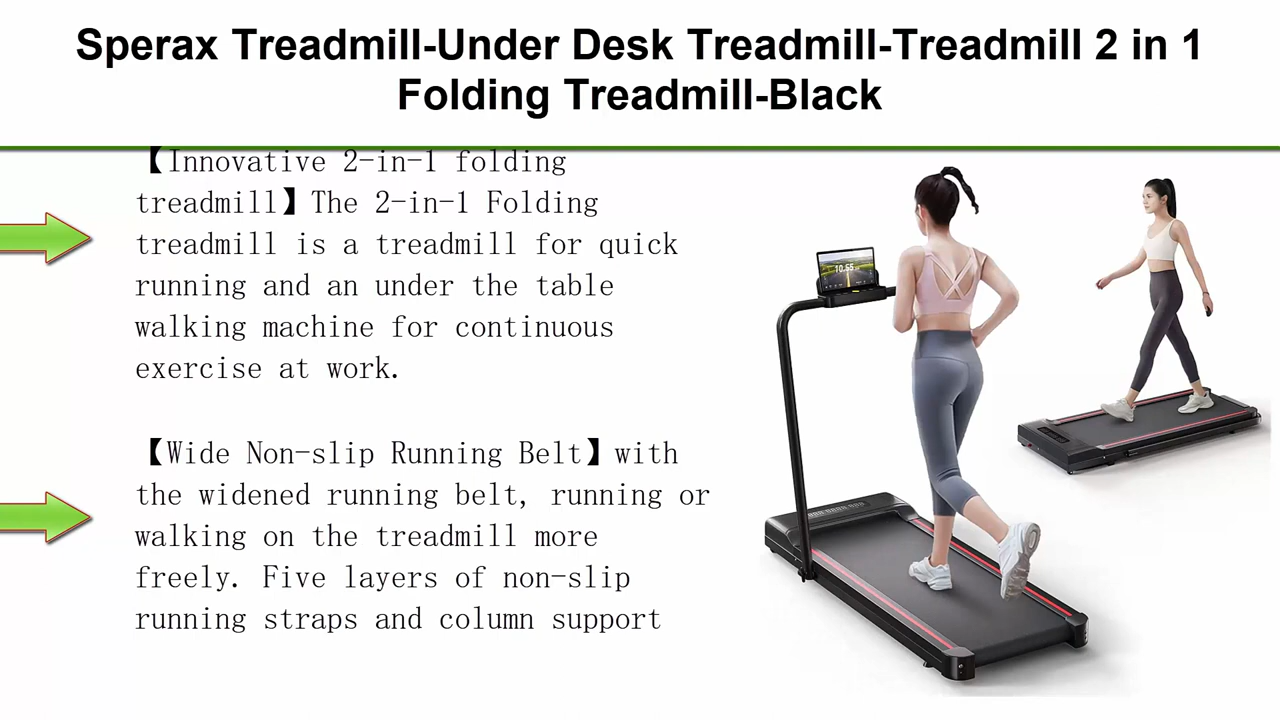 Sperax Treadmill-Under Desk Treadmill-Treadmill 2 in 1
Folding Treadmill-Black
【Innovative 2-in-1 folding
treadmill】The 2-in-1 Folding
treadmill is a treadmill for quick
running and an under the table
walking machine for continuous
exercise at work.
【Wide Non-slip Running Belt】with
the widened running belt, running or
walking on the treadmill more
freely. Five layers of non-slip
running straps and column support
10:55